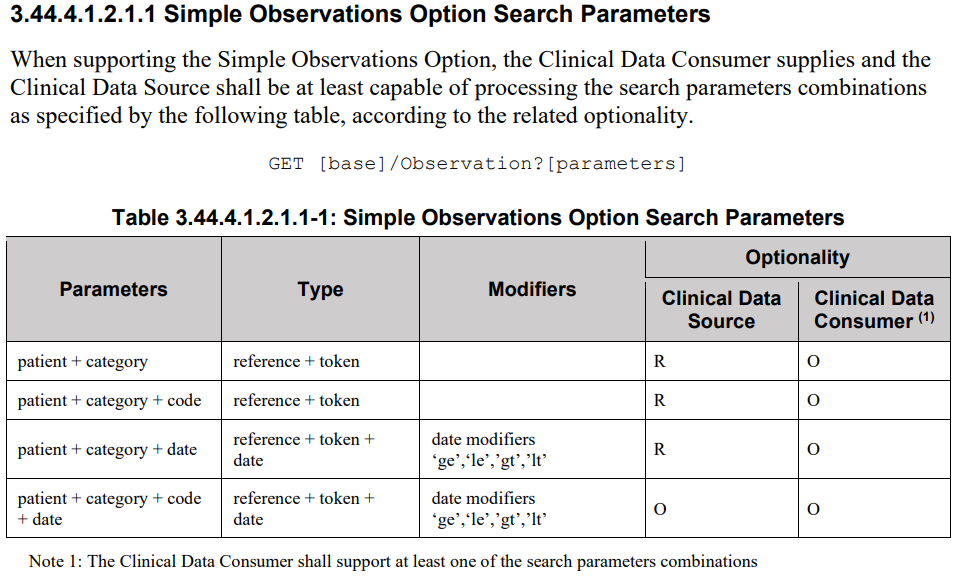 3.44.4.1.2.1.1 Simple Observations Option Search Parameters
When supporting the Simple Observations Option, the Clinical Data Consumer supplies and the
Clinical Data Source shall be at least capable of processing the search parameters combinations
as specified by the following table, according to the related optionality.
GET [base]/Observation?[parameters]
Table 3.44.4.1.2.1.1-1: Simple Observations Option Search Parameters
Parameters Type Modifiers Optionality
Clinical Data Source Clinical Data Consumer (1)
patient + category reference + token R O
patient + category + code reference + token R O
patient + category + date reference + token + date date modifiers ‘ge’,‘le’,’gt’,’lt’ R O
patient + category + code + date reference + token + date date modifiers ‘ge’,‘le’,’gt’,’lt’ O O
Note 1: The Clinical Data Consumer shall support at least one of the search parameters combinations